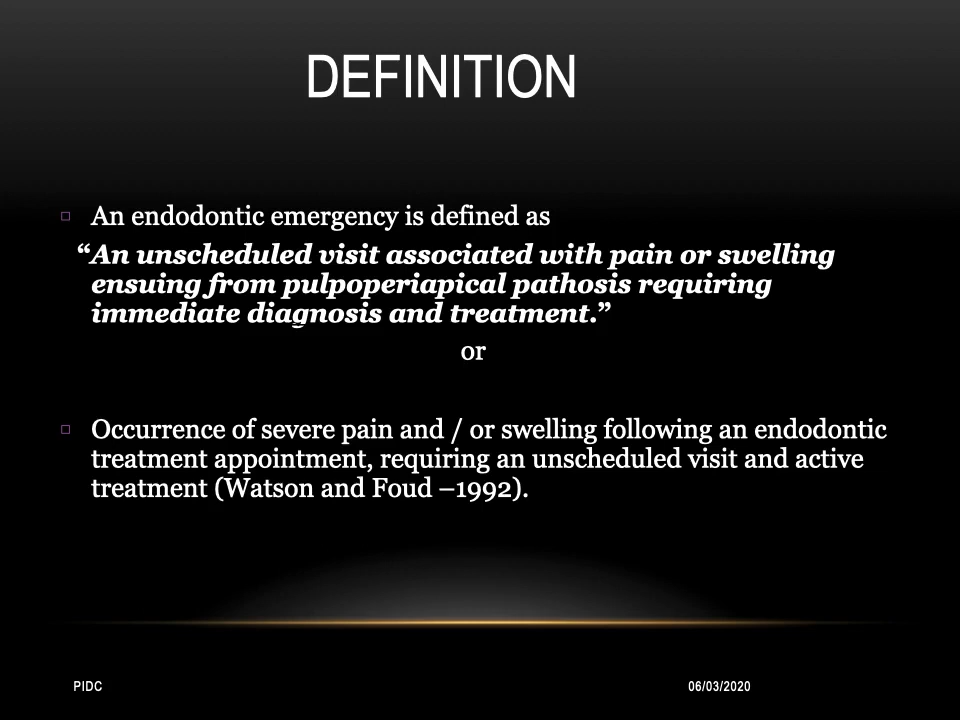 DEFINITION
An endodontic emergency is defined as
“An unscheduled visit associated with pain or swelling
ensuing from pulpoperiapical pathosis requiring
immediate diagnosis and treatment.”
or
Occurrence of severe pain and / or swelling following an endodontic
treatment appointment, requiring an unscheduled visit and active
treatment (Watson and Foud –1992).
PIDC
06/03/2020